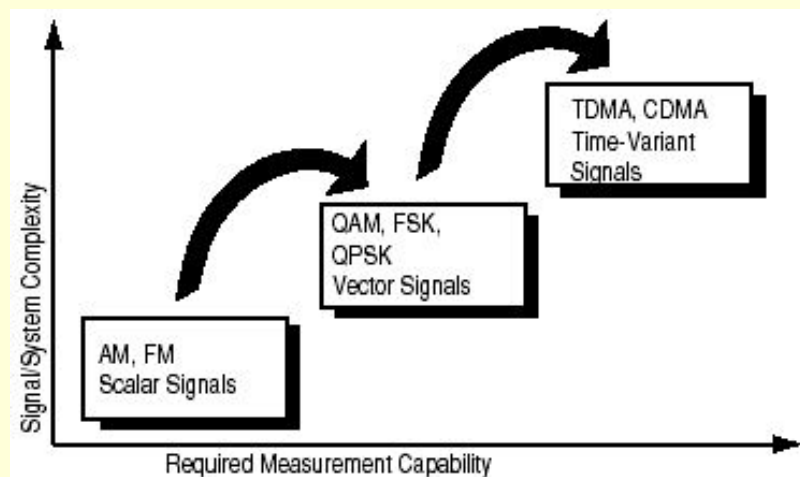 Signal/System Complexity
TDMA, CDMA
Time-Variant
Signals
QAM, FSK,
QPSK
Vector Signals
AM, FM
Scalar Signals
Required Measurement Capability